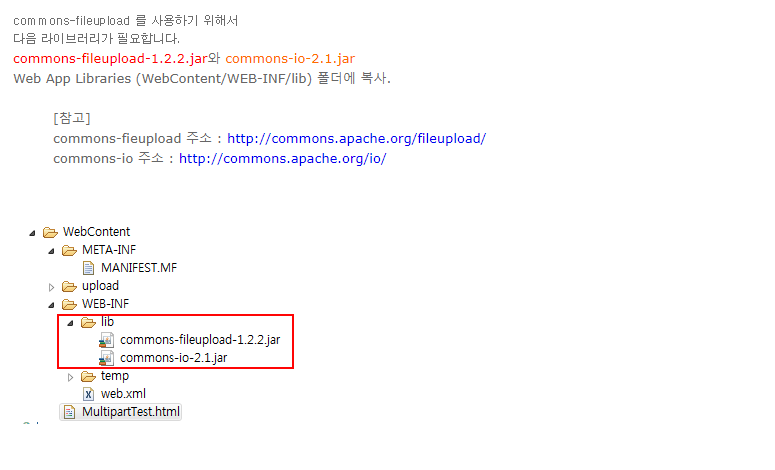 commons-fileupload 를 사용하기 위해서
다음 라이브러리가 필요합니다.
commons-fileupload-1.2.2.jar와 commons-io-2.1.jar
Web App Libraries (WebContent/WEB-INF/lib) 폴더에 복사.
[참고]
commons-fieupload 주소 : http://commons.apache.org/fileupload/
commons-io 주소 : http://commons.apache.org/io/
WebContent
META-INF
MANIFEST.MF
upload
WEB-INF
lib
commons-fileupload-1.2.2.jar
commons-io-2.1.jar
temp
web.xml
MultipartTest.html